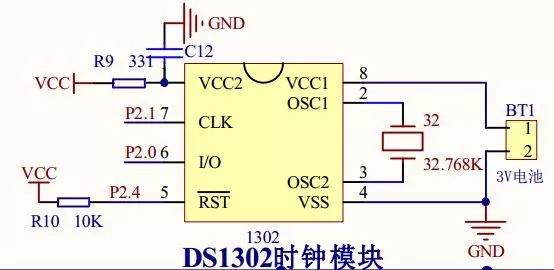 GND
R9 331 C12
VCC 1 VCC2 VCC1 8
OSC1 2
BT1
P2.1 7 CLK 32 1
P2.0 6 I/O 32.768K 2
VCC OSC2 3 3V电池
P2.4 5 RST VSS 4
R10 10K
GND
1302
DS1302时钟模块